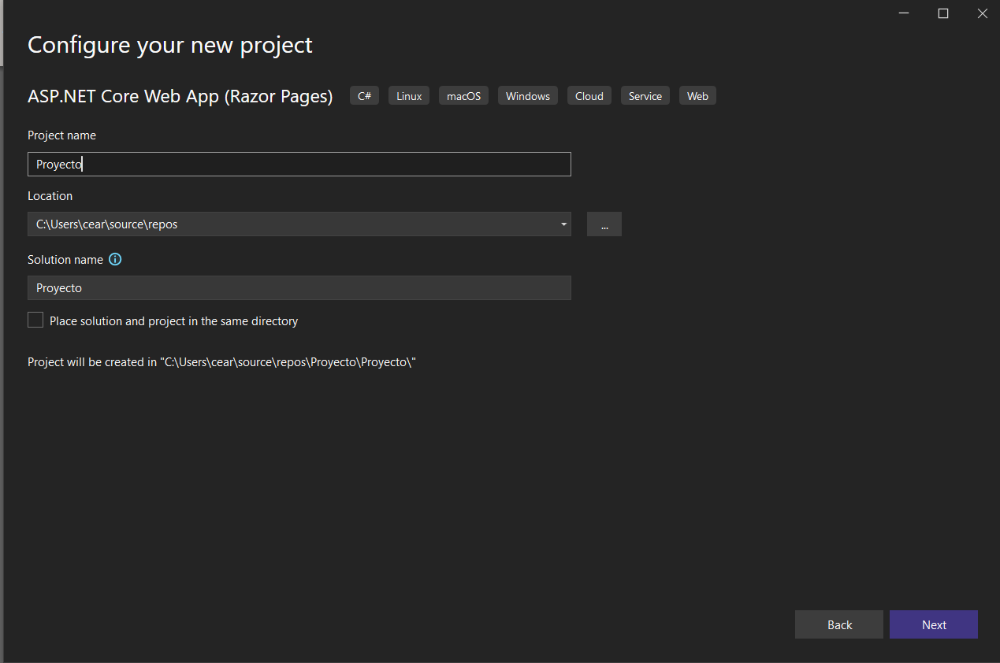 Configure your new project
ASP.NET Core Web App (Razor Pages) C# Linux macOS Windows Cloud Service Web
Project name
Proyecto
Location
C:\Users\cear\source\repos
...
Solution name
Proyecto
Place solution and project in the same directory
Project will be created in "C:\Users\cear\source\repos\Proyecto\Proyecto\"
Back Next